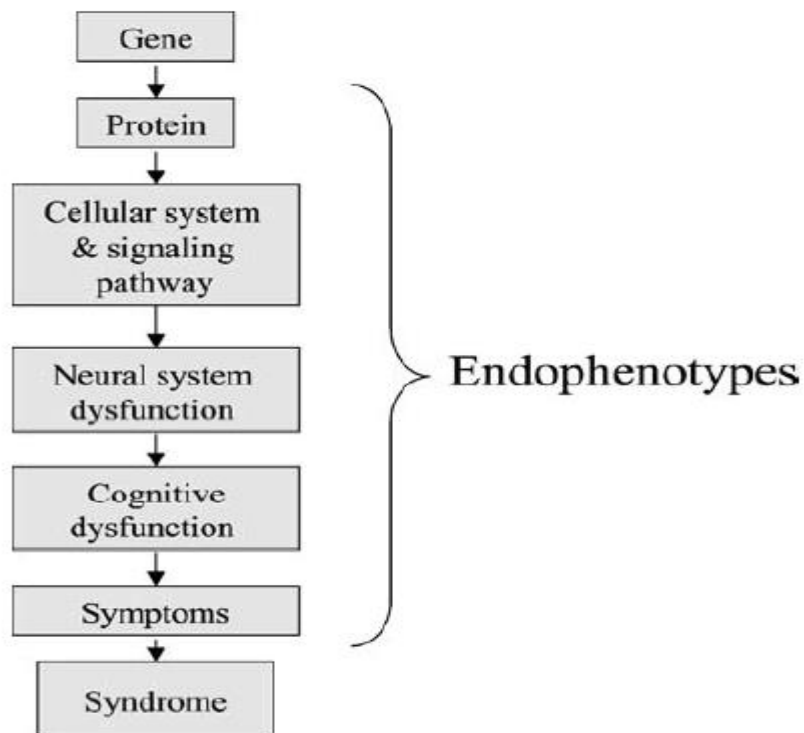 Gene
Protein
Cellular system
& signaling
pathway
Neural system
dysfunction
Cognitive
dysfunction
Symptoms
Syndrome
Endophenotypes